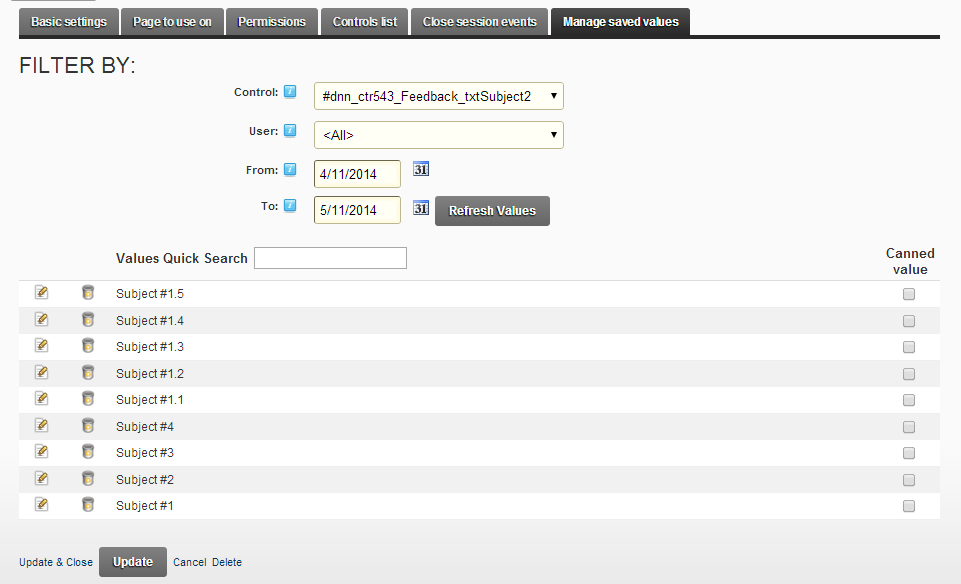 Basic settings Page to use on Permissions Controls list Close session events Manage saved values
FILTER BY:
Control: #dnn_ctr543_Feedback_txtSubject2
User: <All>
From: 4/11/2014 31
To: 5/11/2014 31 Refresh Values
Values Quick Search Canned value
Subject #1.5
Subject #1.4
Subject #1.3
Subject #1.2
Subject #1.1
Subject #4
Subject #3
Subject #2
Subject #1
Update & Close Update Cancel Delete